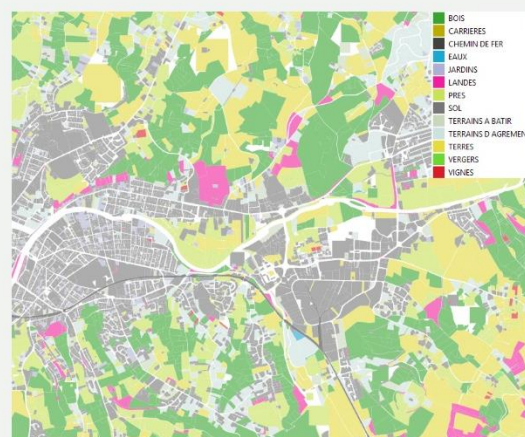 BOIS
CARRIERES
CHEMIN DE FER
EAUX
JARDINS
LANDES
PRES
SOL
TERRAINS A BATIR
TERRAINS D AGREMEN
TERRES
VERGERS
VIGNES